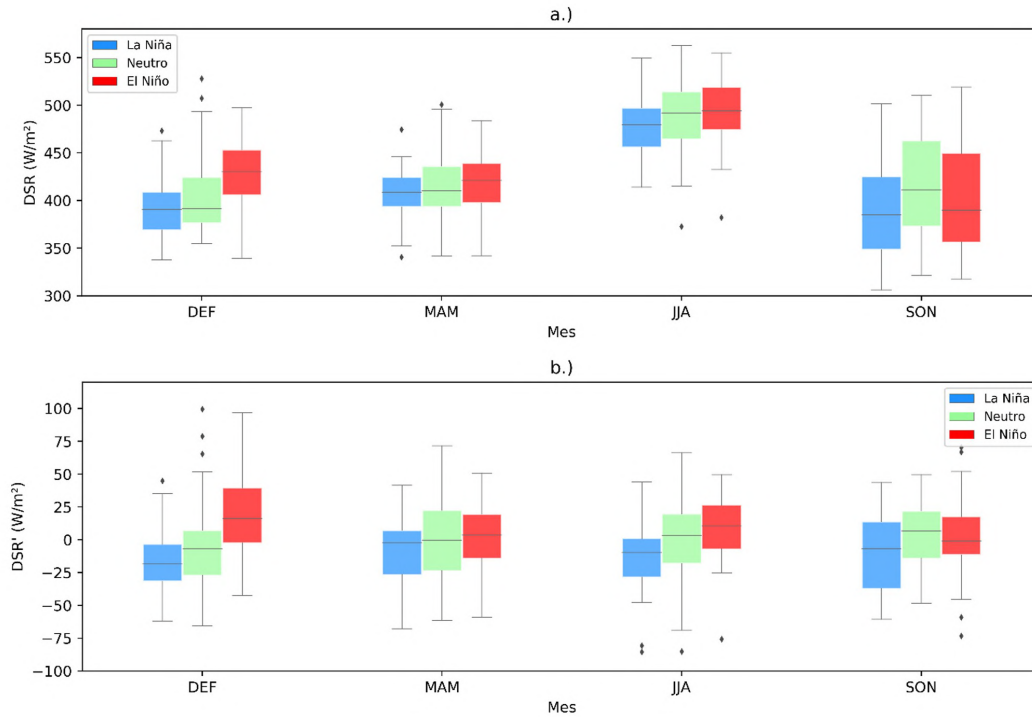 a.)
DSR (W/m²)
550
500
450
400
350
300
La Niña
Neutro
El Niño
DEF MAM JJA SON
Mes
b.)
DSR' (W/m²)
100
75
50
25
0
−25
−50
−75
−100
La Niña
Neutro
El Niño
DEF MAM JJA SON
Mes